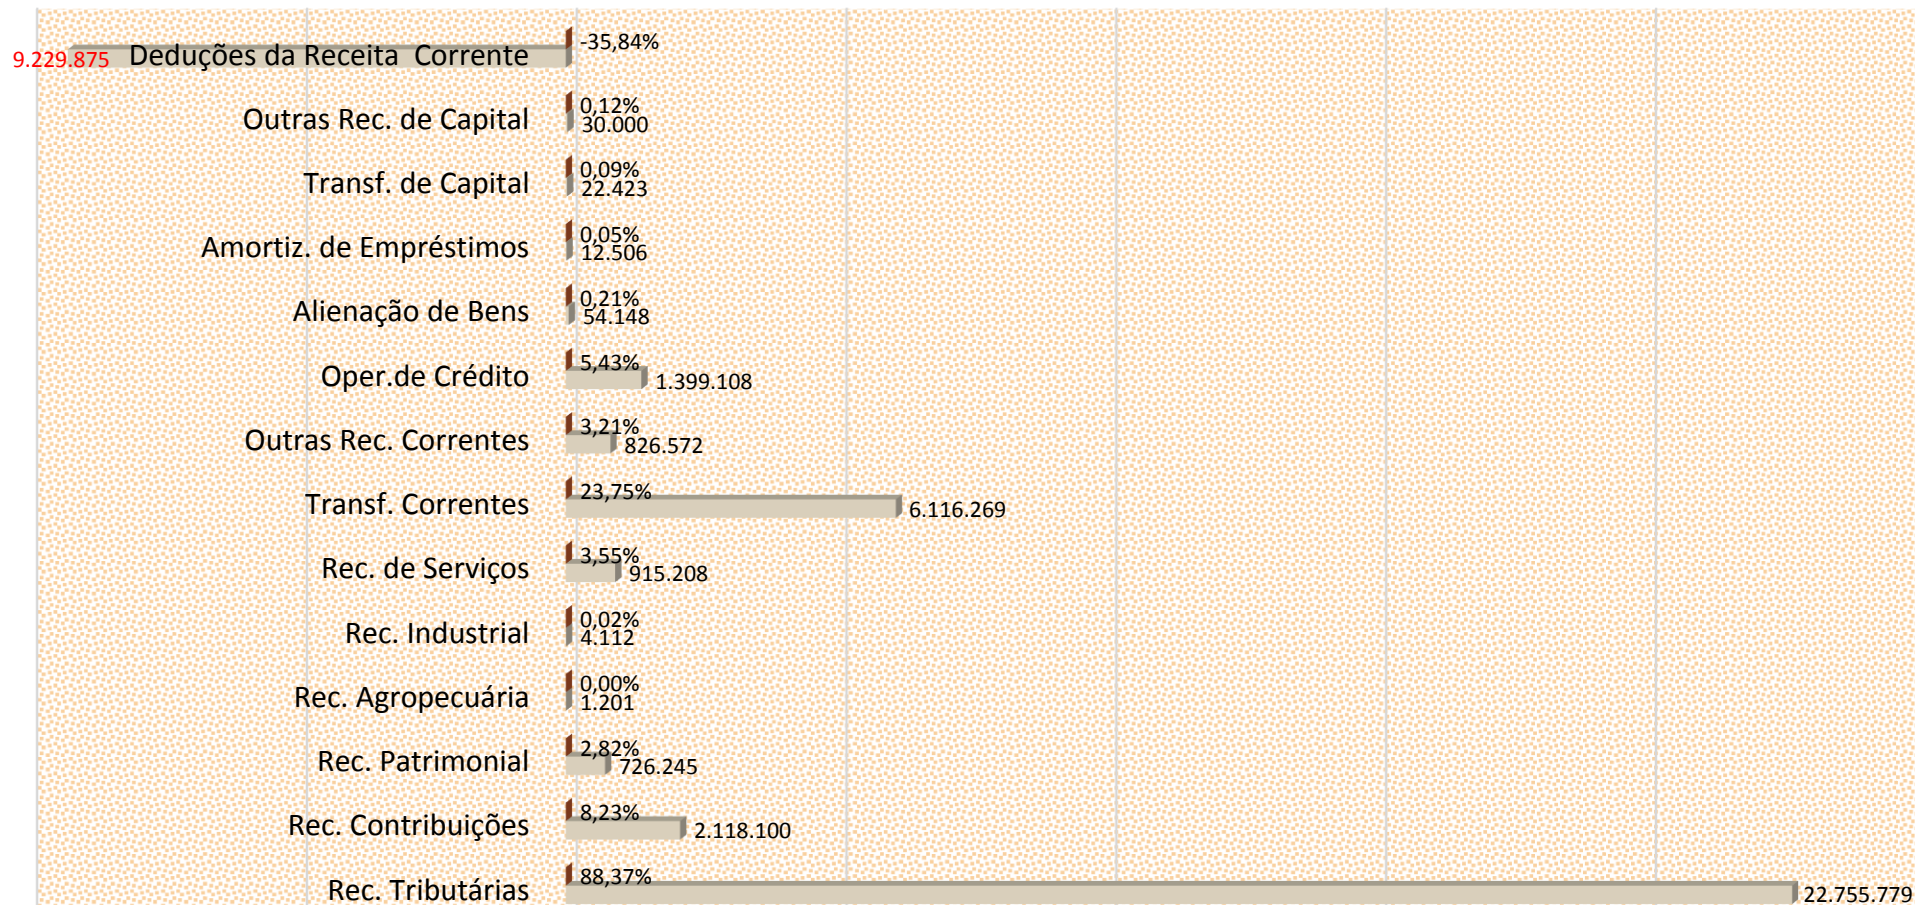 -35,84%
9.229.875 Deduções da Receita Corrente
0,12%
Outras Rec. de Capital 30.000
0,09%
Transf. de Capital 22.423
0,05%
Amortiz. de Empréstimos 12.506
0,21%
Alienação de Bens 54.148
5,43%
Oper.de Crédito 1.399.108
3,21%
Outras Rec. Correntes 826.572
23,75%
Transf. Correntes 6.116.269
3,55%
Rec. de Serviços 915.208
0,02%
Rec. Industrial 4.112
0,00%
Rec. Agropecuária 1.201
2,82%
Rec. Patrimonial 726.245
8,23%
Rec. Contribuições 2.118.100
88,37%
Rec. Tributárias 22.755.779